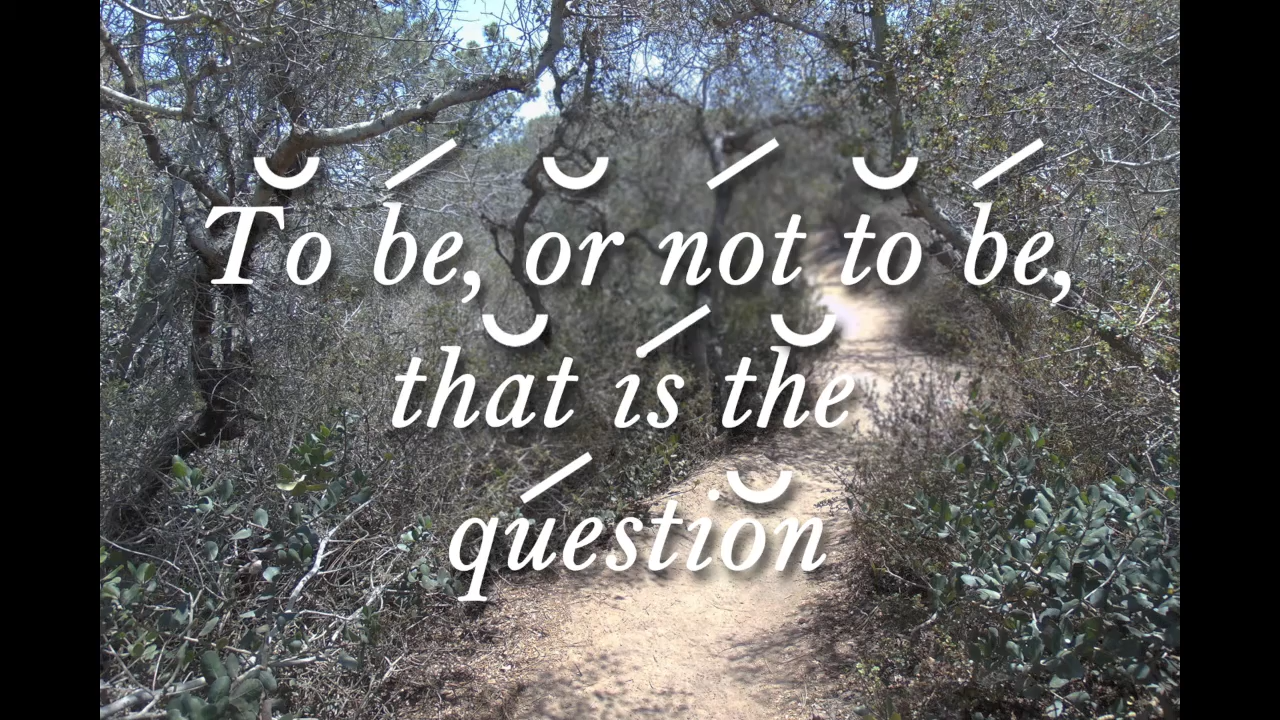 To be, or not to be,
that is the
question